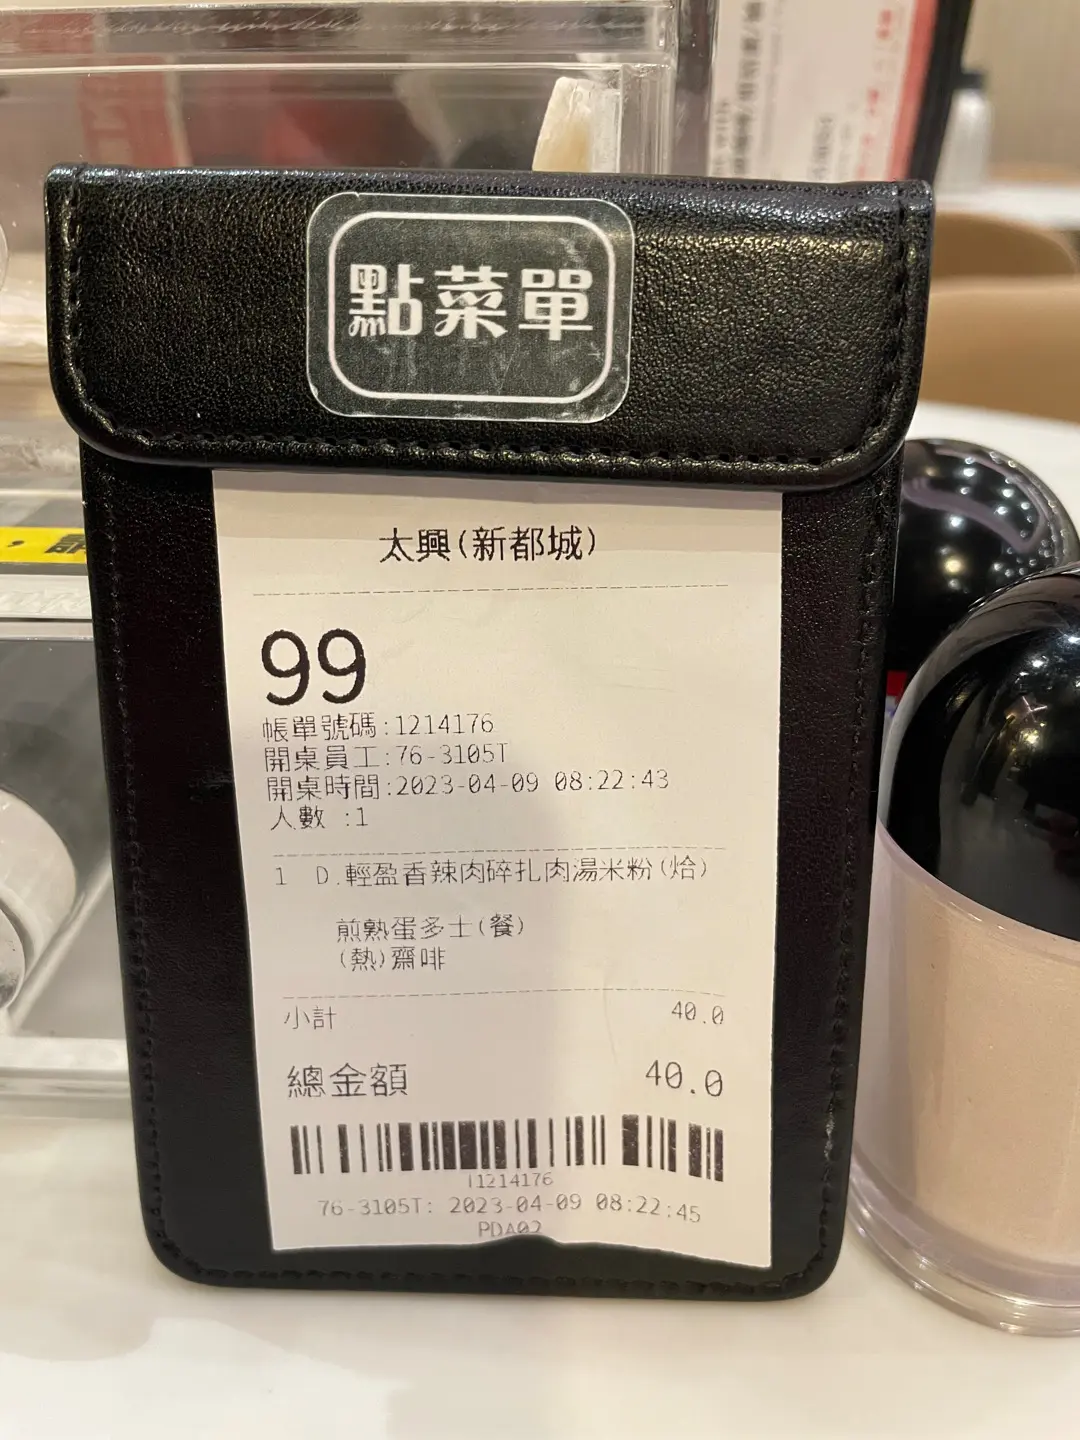 點菜單
太興(新都城)
99
帳單號碼:1214176
開桌員工:76-3105T
開桌時間:2023-04-09 08:22:43
人數 :1
1 D.輕盈香辣肉碎扎肉湯米粉(烚)
煎熟蛋多士(餐)
(熱)齋啡
小計 40.0
總金額 40.0
I1214176
76-3105T: 2023-04-09 08:22:45
PDA02